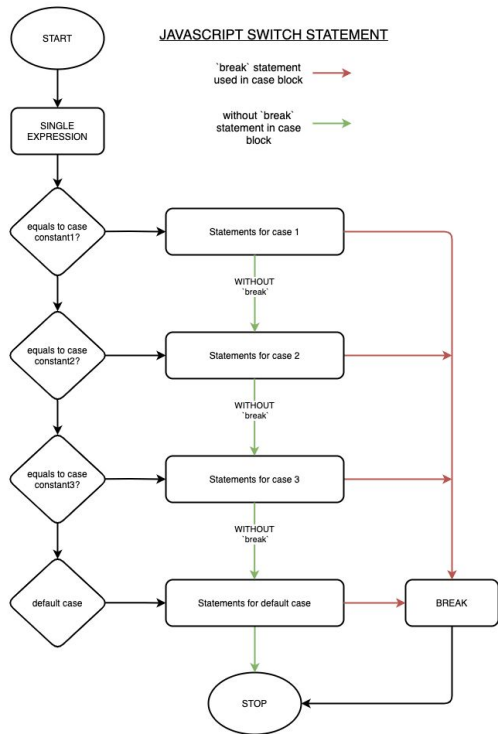 START
JAVASCRIPT SWITCH STATEMENT
`break` statement
used in case block
SINGLE
EXPRESSION
without `break`
statement in case
block
equals to case
constant1?
Statements for case 1
WITHOUT
`break`
equals to case
constant2?
Statements for case 2
WITHOUT
`break`
equals to case
constant3?
Statements for case 3
WITHOUT
`break`
default case
Statements for default case
BREAK
STOP